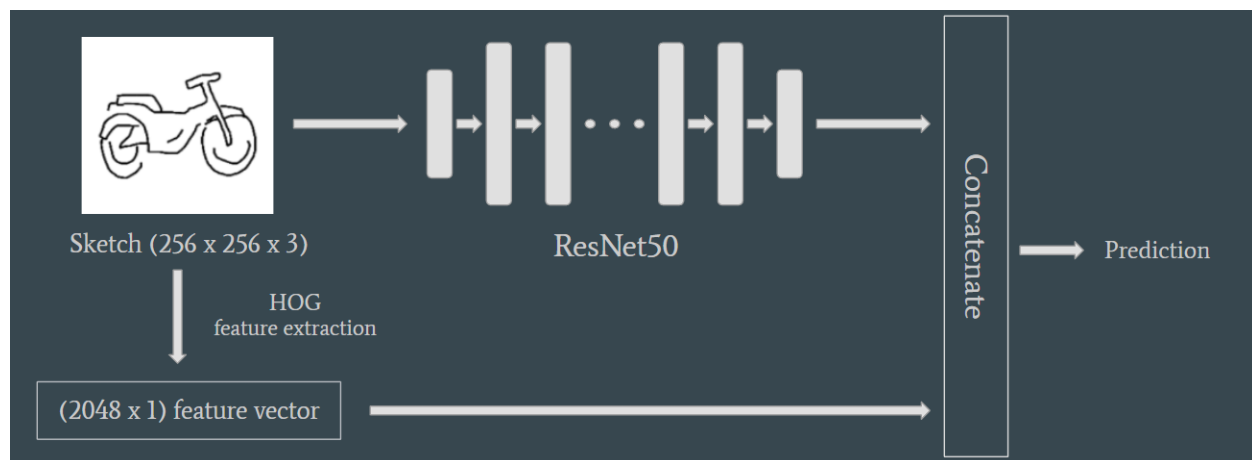 Sketch (256 x 256 x 3)
ResNet50
HOG
feature extraction
(2048 x 1) feature vector
Concatenate
Prediction